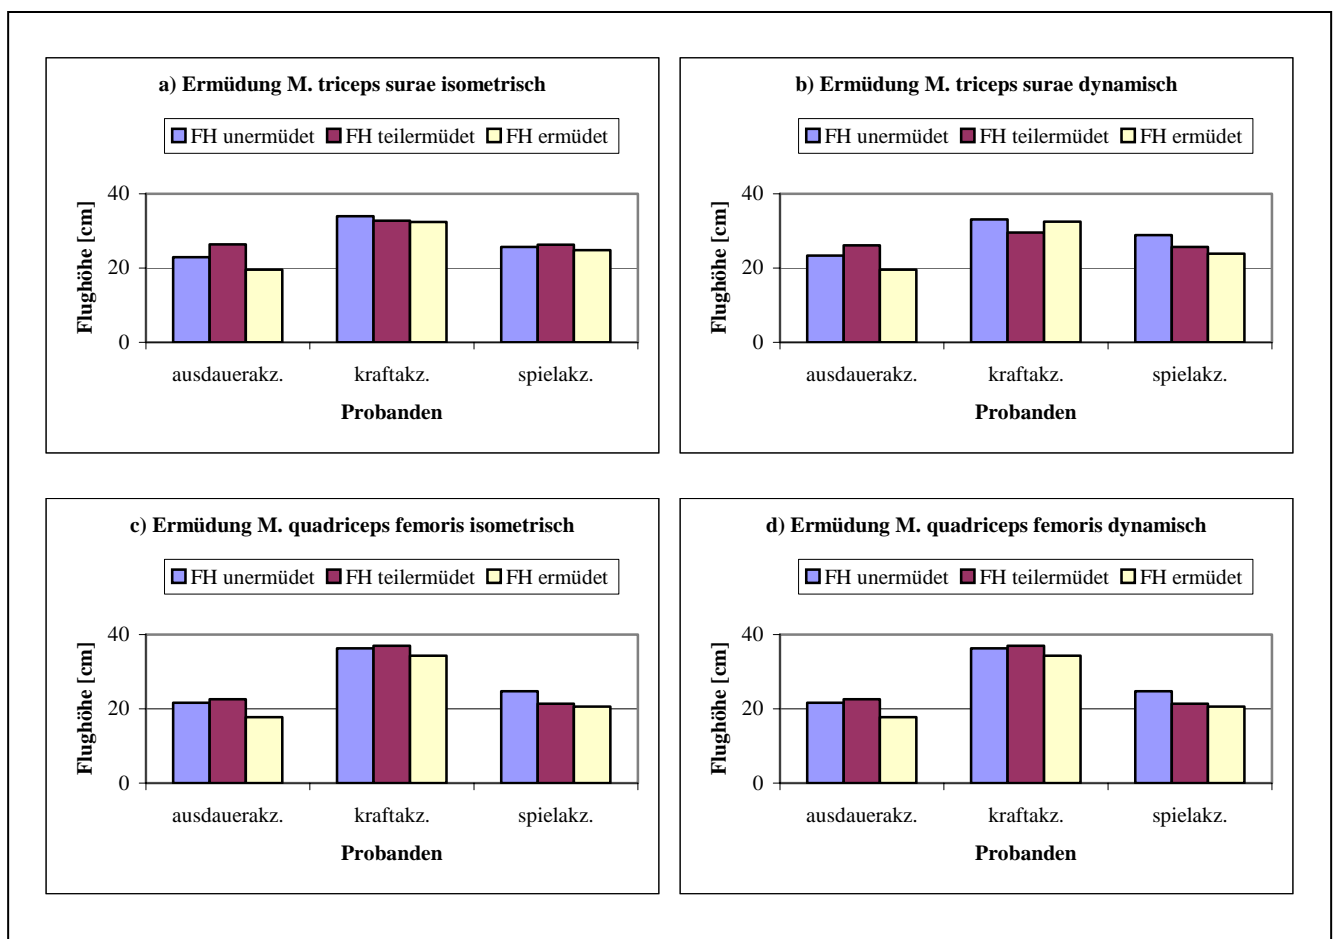 a) Ermüdung M. triceps surae isometrisch
FH unermüdet FH teilermüdet FH ermüdet
40
20
0
Flughöhe [cm]
ausdauerakz. kraftakz. spielakz.
Probanden
b) Ermüdung M. triceps surae dynamisch
FH unermüdet FH teilermüdet FH ermüdet
40
20
0
Flughöhe [cm]
ausdauerakz. kraftakz. spielakz.
Probanden
c) Ermüdung M. quadriceps femoris isometrisch
FH unermüdet FH teilermüdet FH ermüdet
40
20
0
Flughöhe [cm]
ausdauerakz. kraftakz. spielakz.
Probanden
d) Ermüdung M. quadriceps femoris dynamisch
FH unermüdet FH teilermüdet FH ermüdet
40
20
0
Flughöhe [cm]
ausdauerakz. kraftakz. spielakz.
Probanden